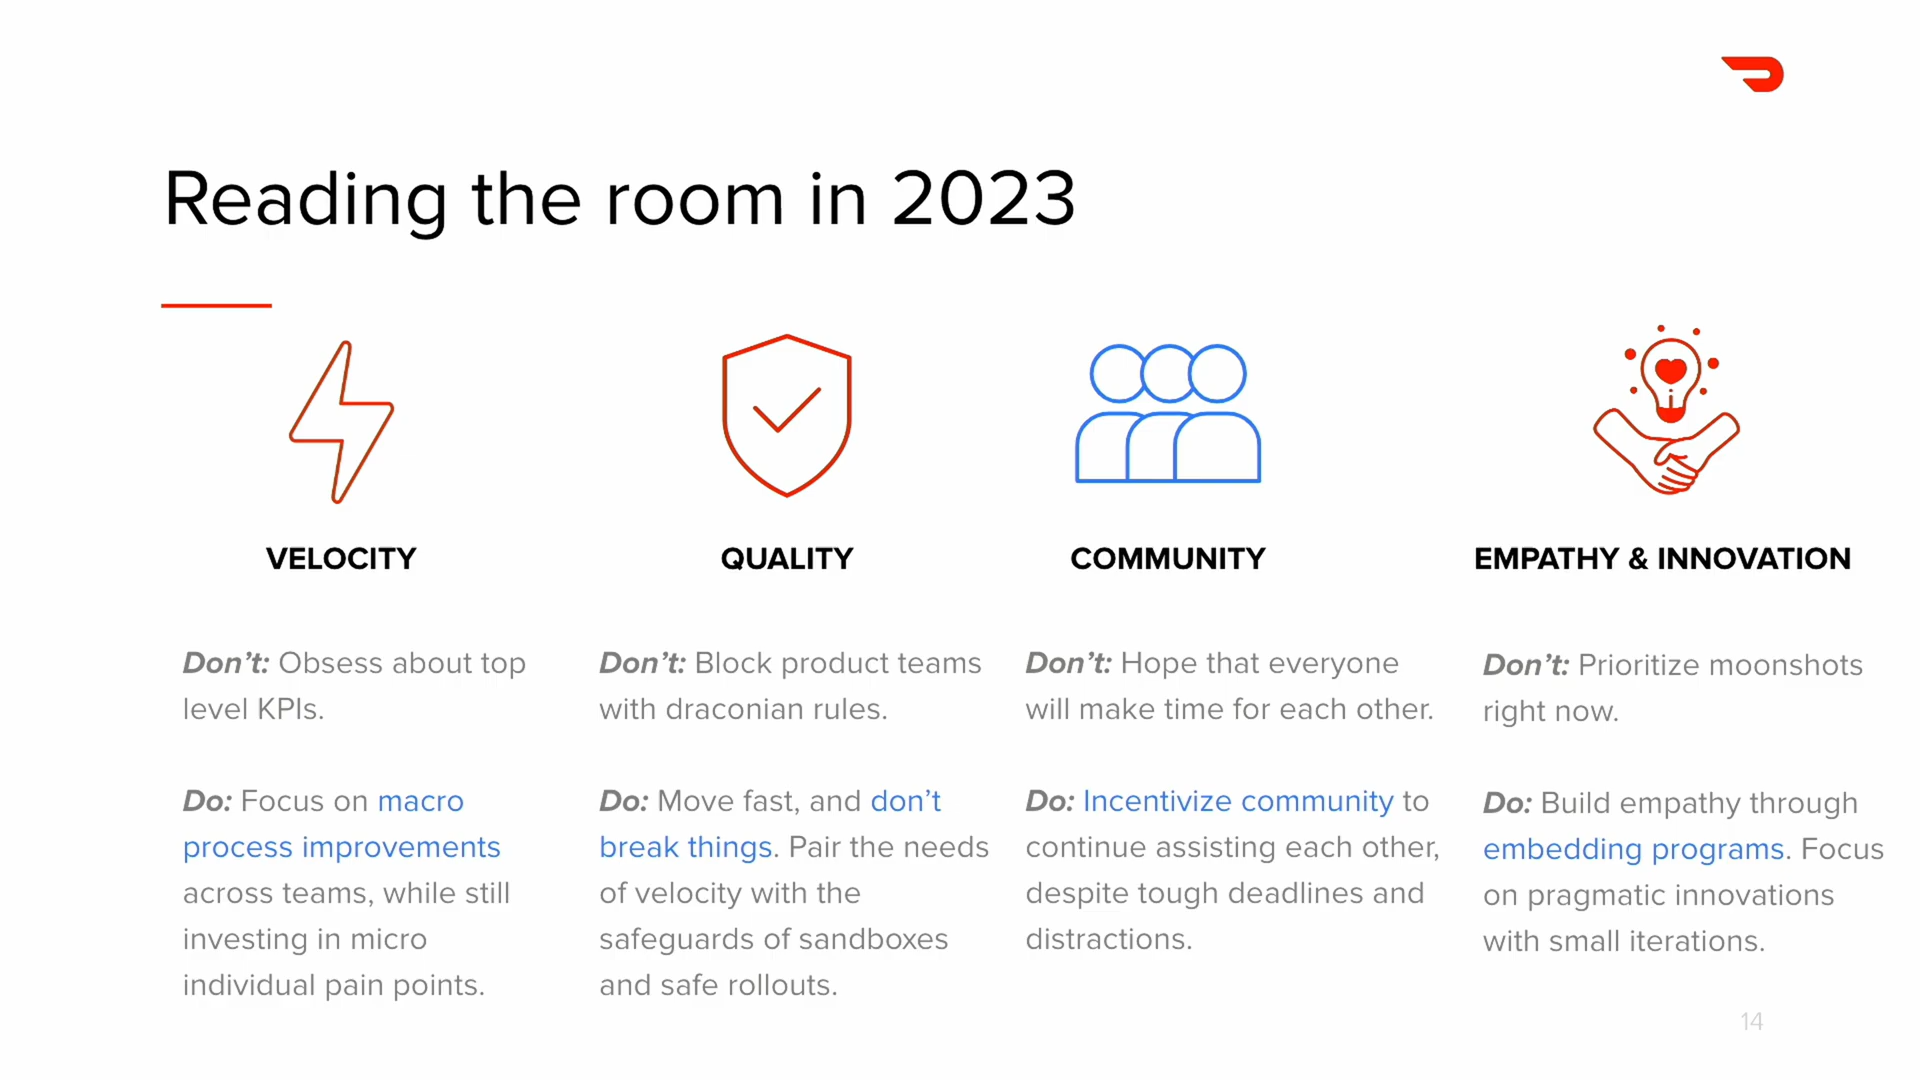 Reading the room in 2023
VELOCITY
Don’t: Obsess about top
level KPIs.
Do: Focus on macro
process improvements
across teams, while still
investing in micro
individual pain points.
QUALITY
Don’t: Block product teams
with draconian rules.
Do: Move fast, and don’t
break things. Pair the needs
of velocity with the
safeguards of sandboxes
and safe rollouts.
COMMUNITY
Don’t: Hope that everyone
will make time for each other.
Do: Incentivize community to
continue assisting each other,
despite tough deadlines and
distractions.
EMPATHY & INNOVATION
Don’t: Prioritize moonshots
right now.
Do: Build empathy through
embedding programs. Focus
on pragmatic innovations
with small iterations.
14